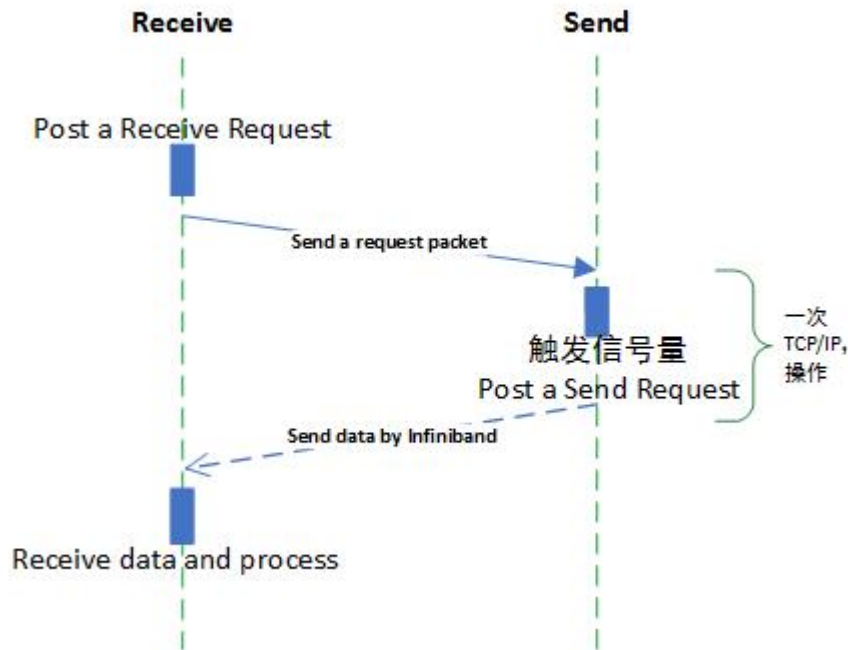 Receive
Send
Post a Receive Request
Send a request packet
触发信号量
Post a Send Request
一次
TCP/IP,
操作
Send data by Infiniband
Receive data and process